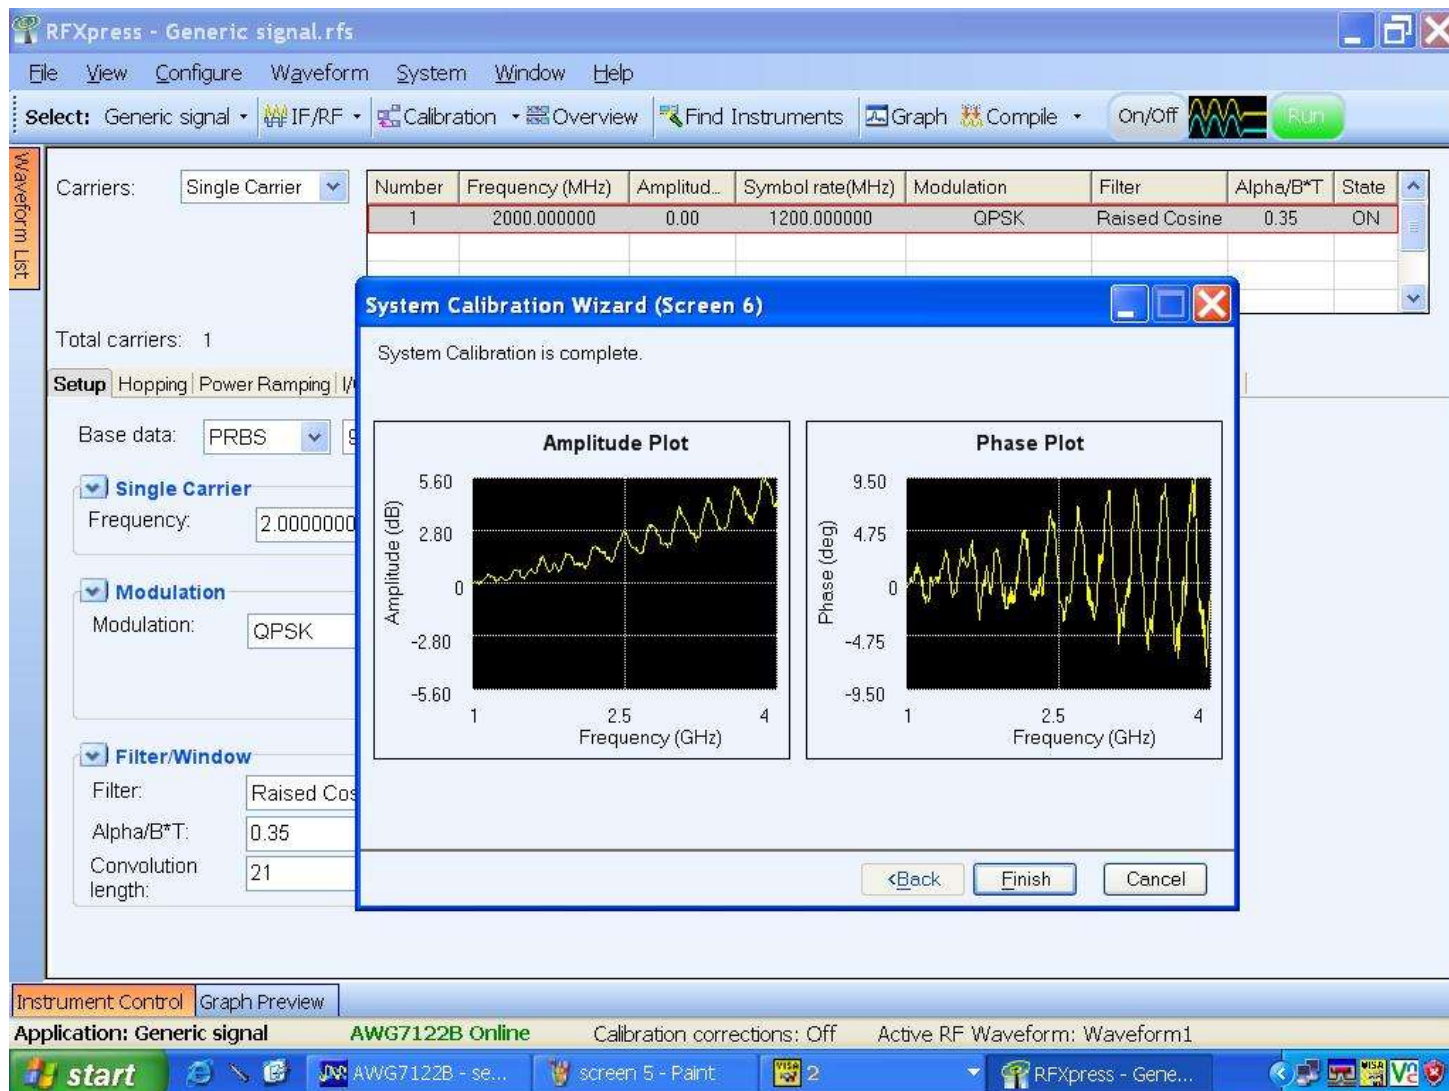 RFXpress - Generic signal.rfs
File View Configure Waveform System Window Help
Select: Generic signal IF/RF Calibration Overview Find Instruments Graph Compile On/Off Run
Waveform List
Carriers: Single Carrier
Number Frequency (MHz) Amplitud... Symbol rate(MHz) Modulation Filter Alpha/B*T State
1 2000.000000 0.00 1200.000000 QPSK Raised Cosine 0.35 ON
Total carriers: 1
Setup Hopping Power Ramping
Base data: PRBS
Single Carrier
Frequency: 2.0000000
Modulation
Modulation: QPSK
Filter/Window
Filter: Raised Cos
Alpha/B*T: 0.35
Convolution
length: 21
System Calibration Wizard (Screen 6)
System Calibration is complete.
Amplitude Plot
Amplitude (dB)
5.60
2.80
0
-2.80
-5.60
1 2.5 4
Frequency (GHz)
Phase Plot
Phase (deg)
9.50
4.75
0
-4.75
-9.50
1 2.5 4
Frequency (GHz)
<Back Finish Cancel
Instrument Control Graph Preview
Application: Generic signal AWG7122B Online Calibration corrections: Off Active RF Waveform: Waveform1
start AWG7122B - se... screen 5 - Paint VISA 2 RFXpress - Gene...